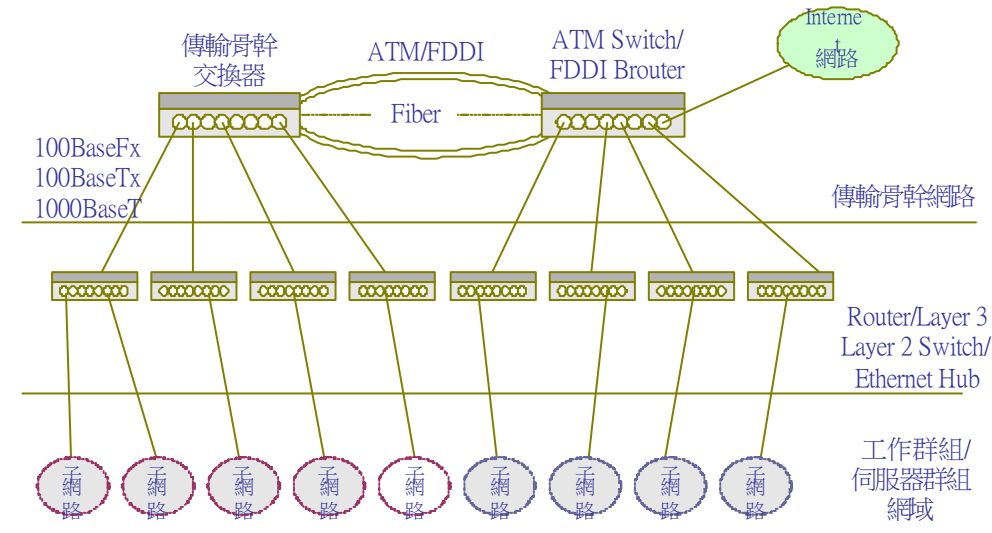 傳輸骨幹
交換器
ATM/FDDI
Fiber
ATM Switch/
FDDI Brouter
Interne
t
網路
100BaseFx
100BaseTx
1000BaseT
傳輸骨幹網路
Router/Layer 3
Layer 2 Switch/
Ethernet Hub
子
網
路
子
網
路
子
網
路
子
網
路
子
網
路
子
網
路
子
網
路
子
網
路
子
網
路
工作群組/
伺服器群組
網域